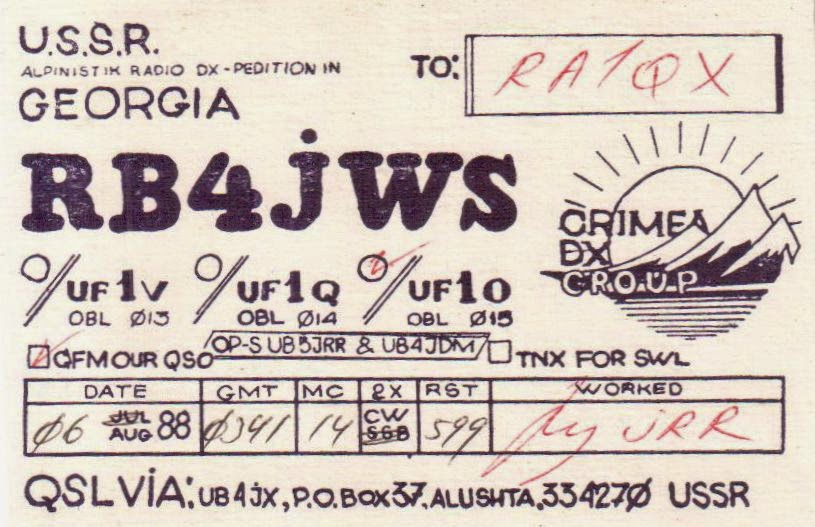 U.S.S.R.
ALPINISTIK RADIO DX-PEDITION IN
GEORGIA
TO: RA1QX
RB4JWS
CRIMEA
DX
GROUP
/UF1V /UF1Q /UF1O
OBL Ø13 OBL Ø14 OBL Ø15
CFM OUR QSO OP-S UB5JRR & UB4JDM TNX FOR SWL
DATE GMT MC 2X RST WORKED
Ø6 JUL AUG 88 Ø341 14 CW SSB 599 JRR
QSL VIA: UB4JX, P.O. BOX 37, ALUSHTA, 33427Ø USSR